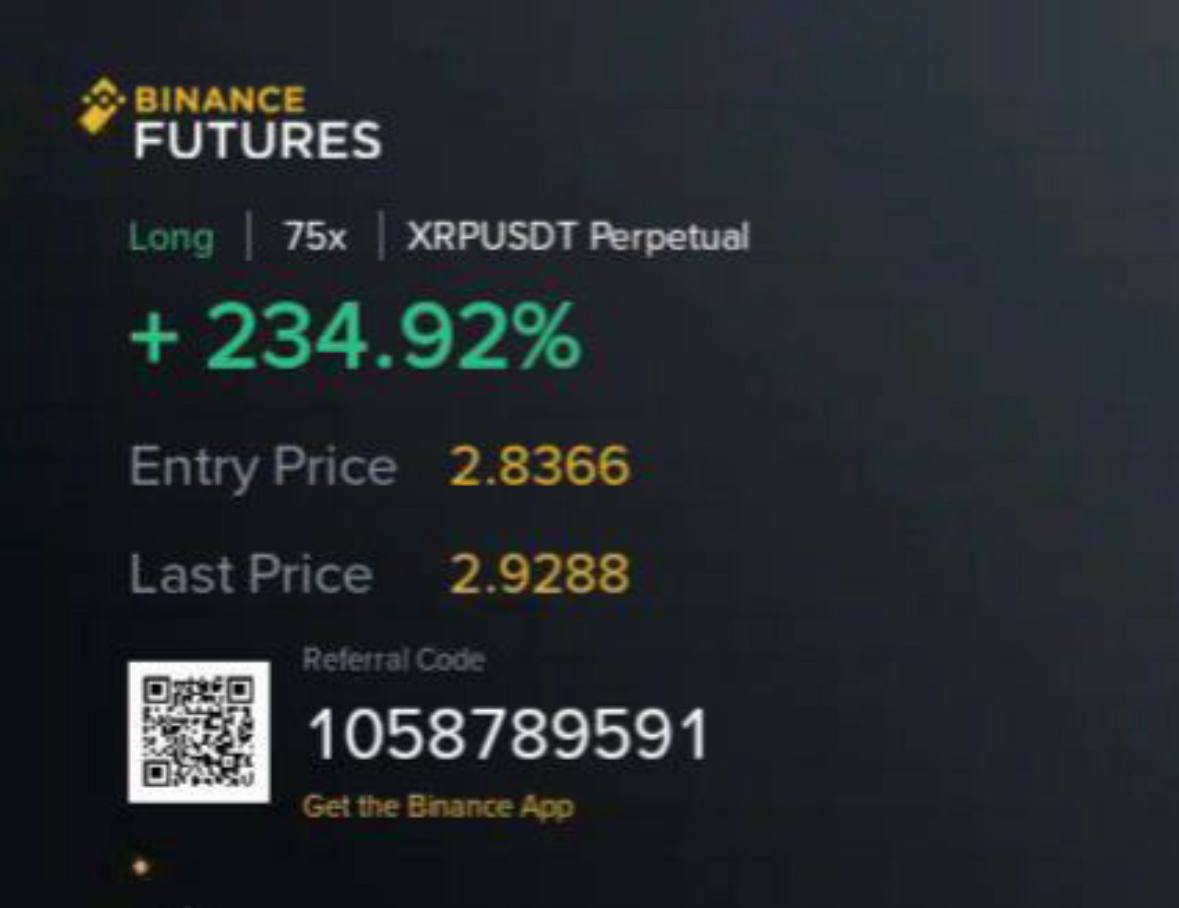 BINANCE
FUTURES
Long | 75x | XRPUSDT Perpetual
+ 234.92%
Entry Price 2.8366
Last Price 2.9288
Referral Code
1058789591
Get the Binance App